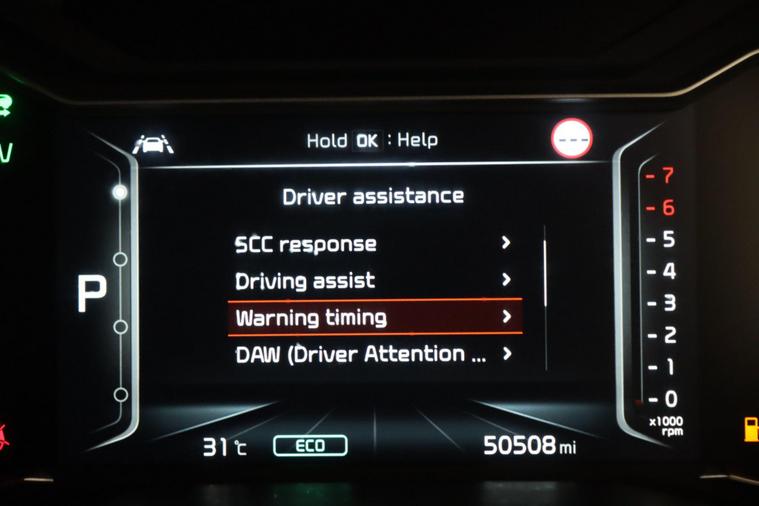 Hold OK : Help
Driver assistance
SCC response
Driving assist
Warning timing
DAW (Driver Attention ...
P
7
6
5
4
3
2
1
0
x1000
rpm
31℃
ECO
50508 mi